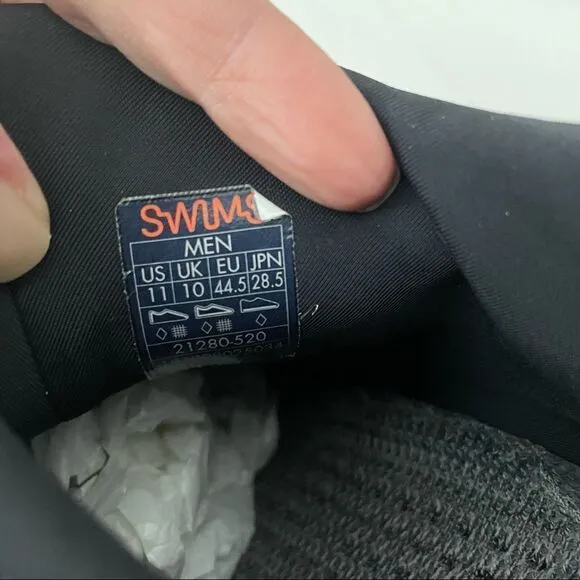 SWIMS
MEN
US UK EU JPN
11 10 44.5 28.5
21280-520